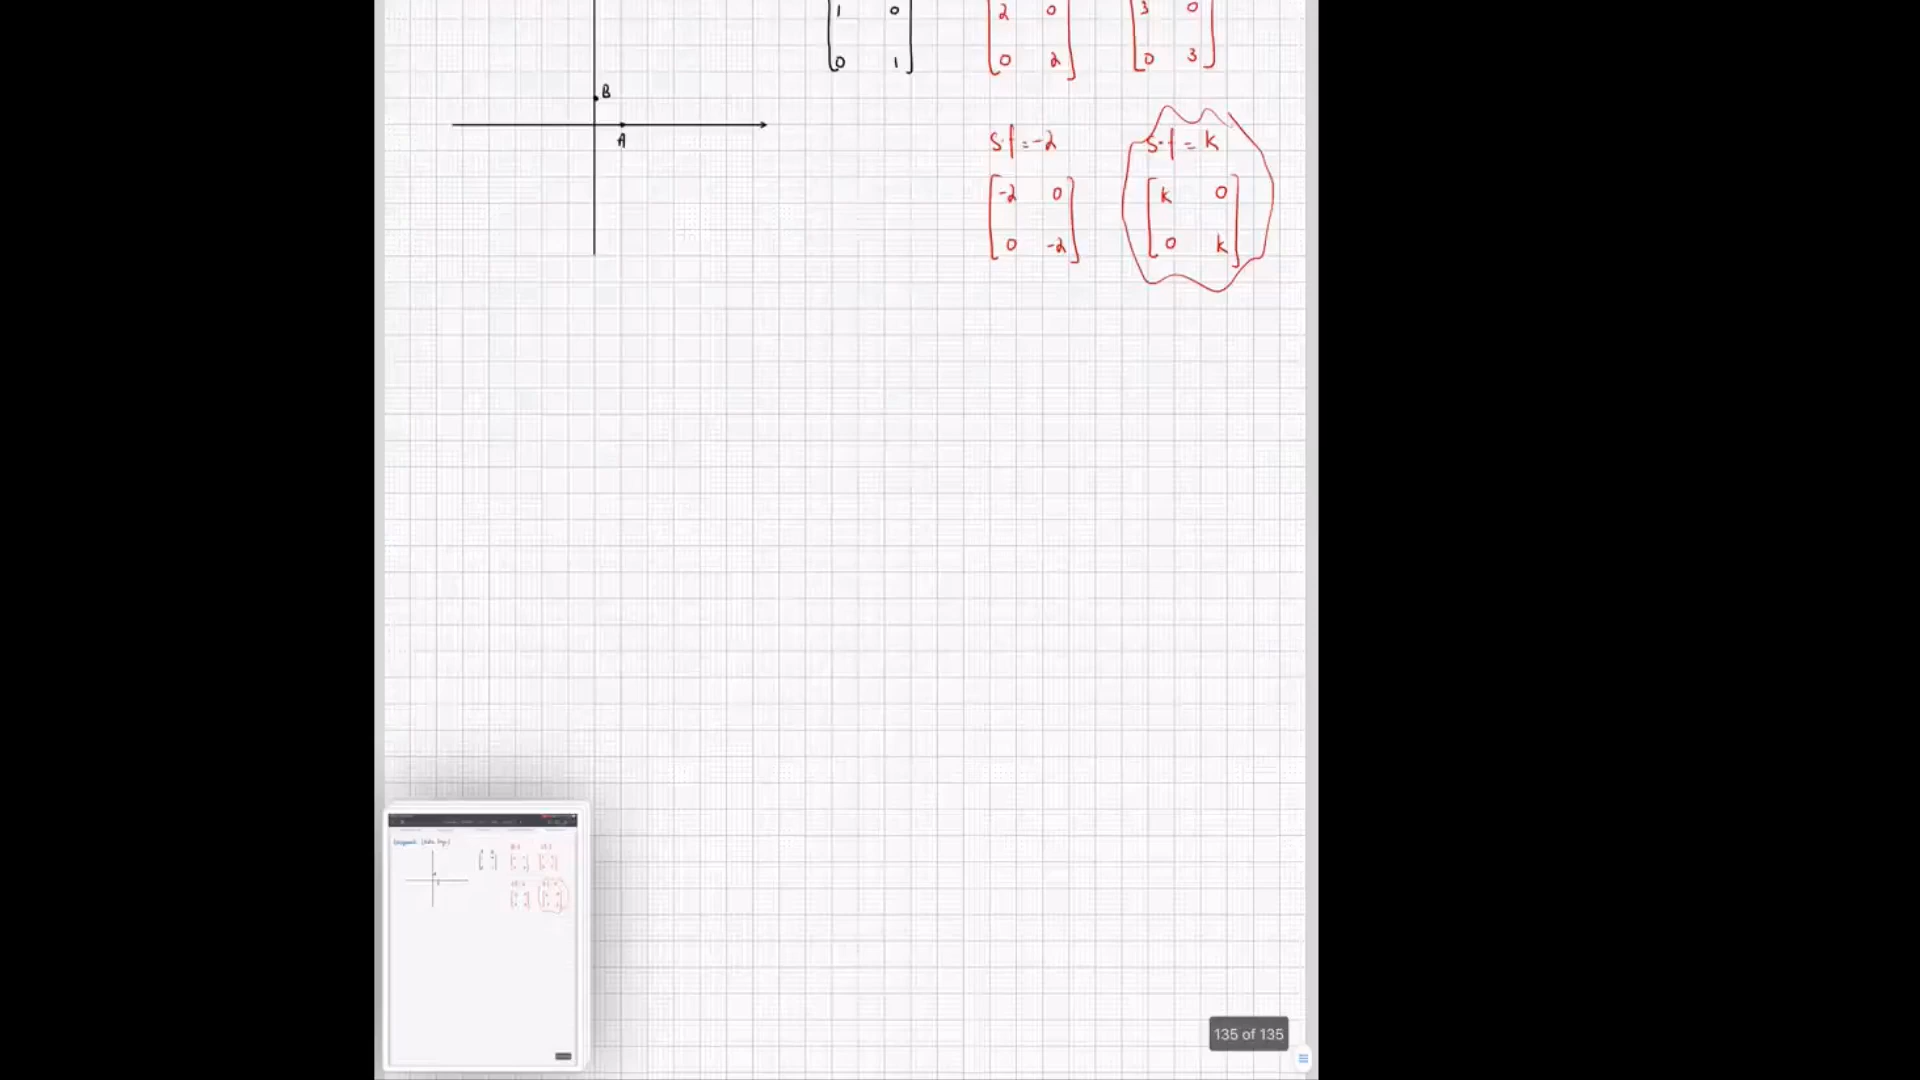 1 0 2 0 3 0
0 1 0 2 0 3
B
A
S.f = -2 S.f = k
-2 0 k 0
0 -2 0 k
135 of 135